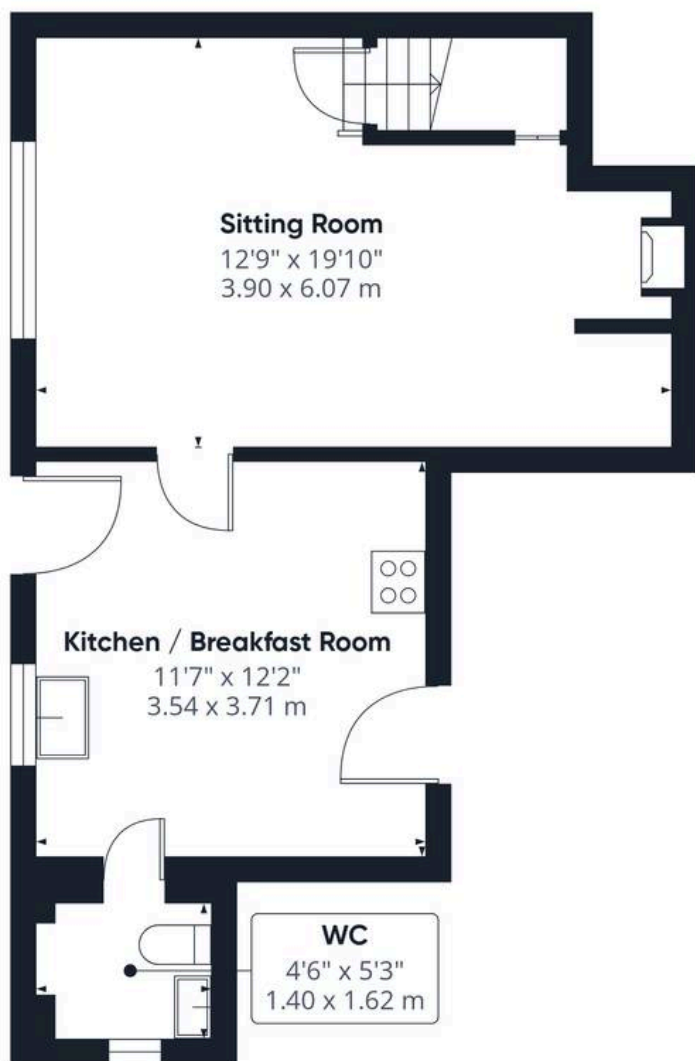 Sitting Room
12'9" x 19'10"
3.90 x 6.07 m
Kitchen / Breakfast Room
11'7" x 12'2"
3.54 x 3.71 m
WC
4'6" x 5'3"
1.40 x 1.62 m